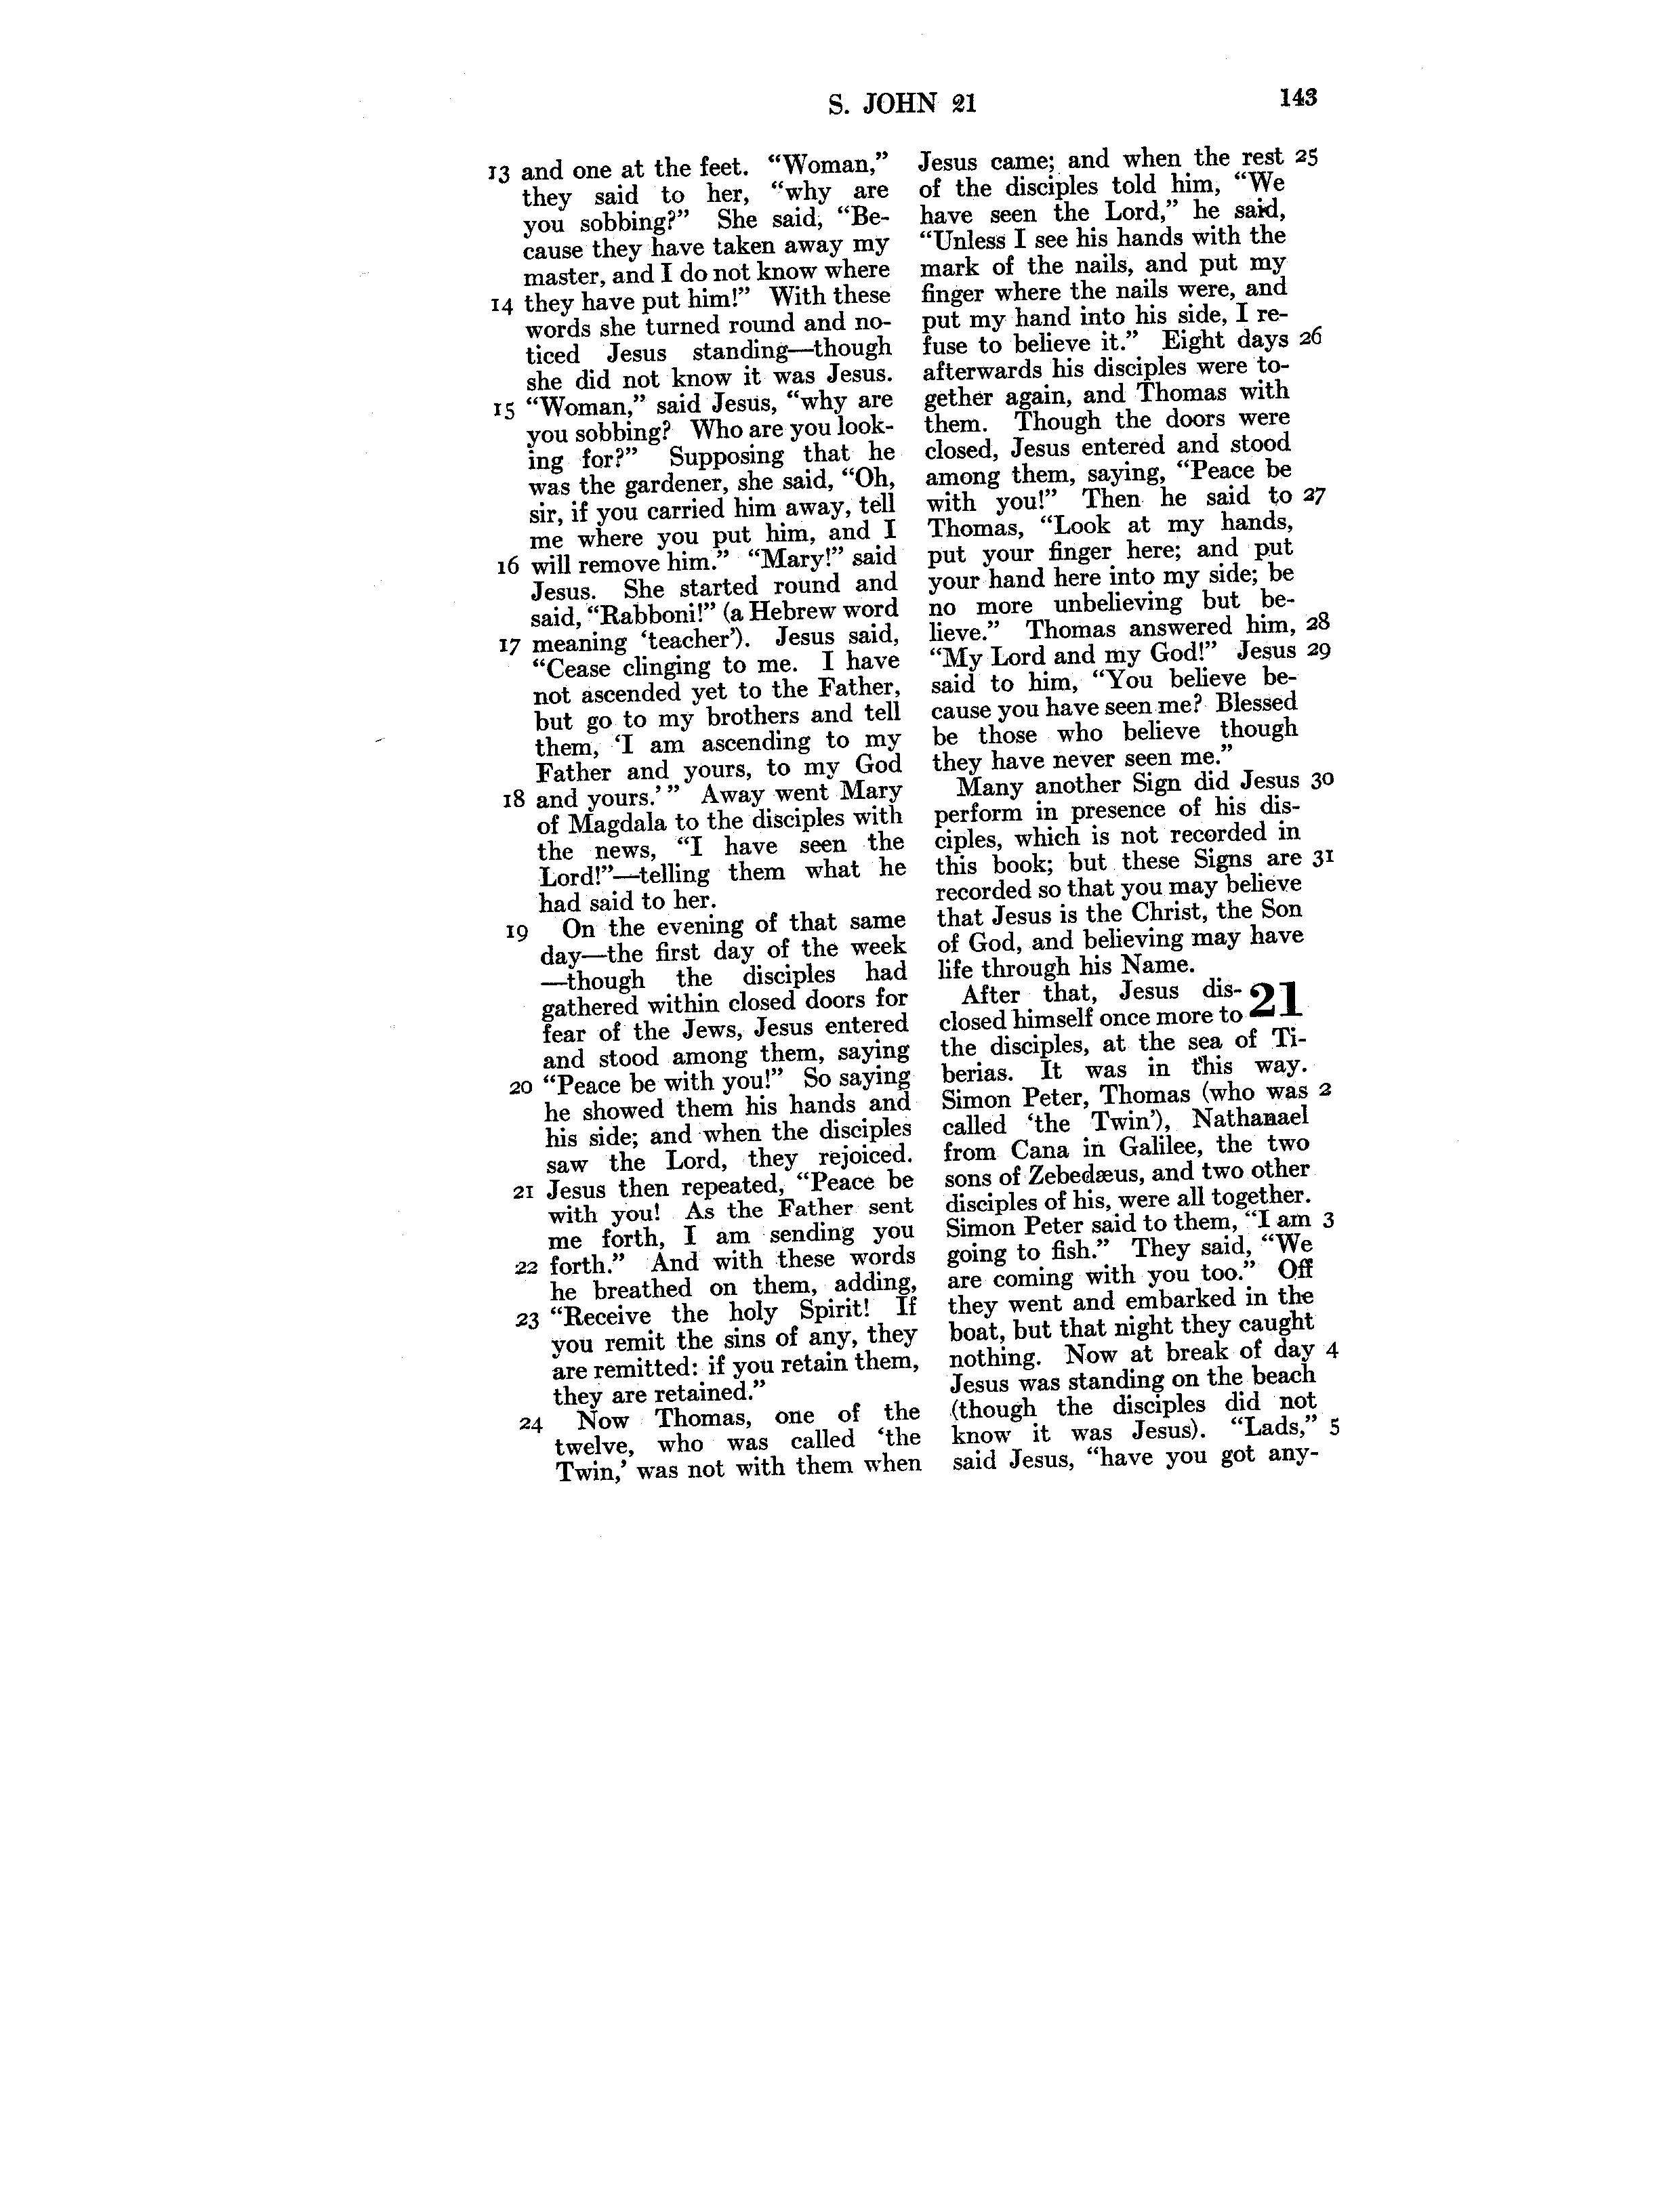 S. JOHN 21
143
13 and one at the feet. “Woman,”
they said to her, “why are
you sobbing?” She said, “Be-
cause they have taken away my
master, and I do not know where
14 they have put him!” With these
words she turned round and no-
ticed Jesus standing—though
she did not know it was Jesus.
15 “Woman,” said Jesus, “why are
you sobbing? Who are you look-
ing for?” Supposing that he
was the gardener, she said, “Oh,
sir, if you carried him away, tell
me where you put him, and I
16 will remove him.” “Mary!” said
Jesus. She started round and
said, “Rabboni!” (a Hebrew word
17 meaning ‘teacher’). Jesus said,
“Cease clinging to me. I have
not ascended yet to the Father,
but go to my brothers and tell
them, ‘I am ascending to my
Father and yours, to my God
18 and yours.’” Away went Mary
of Magdala to the disciples with
the news, “I have seen the
Lord!”—telling them what he
had said to her.
19 On the evening of that same
day—the first day of the week
—though the disciples had
gathered within closed doors for
fear of the Jews, Jesus entered
and stood among them, saying
20 “Peace be with you!” So saying
he showed them his hands and
his side; and when the disciples
saw the Lord, they rejoiced.
21 Jesus then repeated, “Peace be
with you! As the Father sent
me forth, I am sending you
22 forth.” And with these words
he breathed on them, adding,
23 “Receive the holy Spirit! If
you remit the sins of any, they
are remitted: if you retain them,
they are retained.”
24 Now Thomas, one of the
twelve, who was called ‘the
Twin,’ was not with them when
Jesus came; and when the rest 25
of the disciples told him, “We
have seen the Lord,” he said,
“Unless I see his hands with the
mark of the nails, and put my
finger where the nails were, and
put my hand into his side, I re-
fuse to believe it.” Eight days 26
afterwards his disciples were to-
gether again, and Thomas with
them. Though the doors were
closed, Jesus entered and stood
among them, saying, “Peace be
with you!” Then he said to 27
Thomas, “Look at my hands,
put your finger here; and put
your hand here into my side; be
no more unbelieving but be-
lieve.” Thomas answered him, 28
“My Lord and my God!” Jesus 29
said to him, “You believe be-
cause you have seen me? Blessed
be those who believe though
they have never seen me.”
Many another Sign did Jesus 30
perform in presence of his dis-
ciples, which is not recorded in
this book; but these Signs are 31
recorded so that you may believe
that Jesus is the Christ, the Son
of God, and believing may have
life through his Name.
After that, Jesus dis- 21
closed himself once more to
the disciples, at the sea of Ti-
berias. It was in this way.
Simon Peter, Thomas (who was 2
called ‘the Twin’), Nathanael
from Cana in Galilee, the two
sons of Zebedæus, and two other
disciples of his, were all together.
Simon Peter said to them, “I am 3
going to fish.” They said, “We
are coming with you too.” Off
they went and embarked in the
boat, but that night they caught
nothing. Now at break of day 4
Jesus was standing on the beach
(though the disciples did not
know it was Jesus). “Lads,” 5
said Jesus, “have you got any-